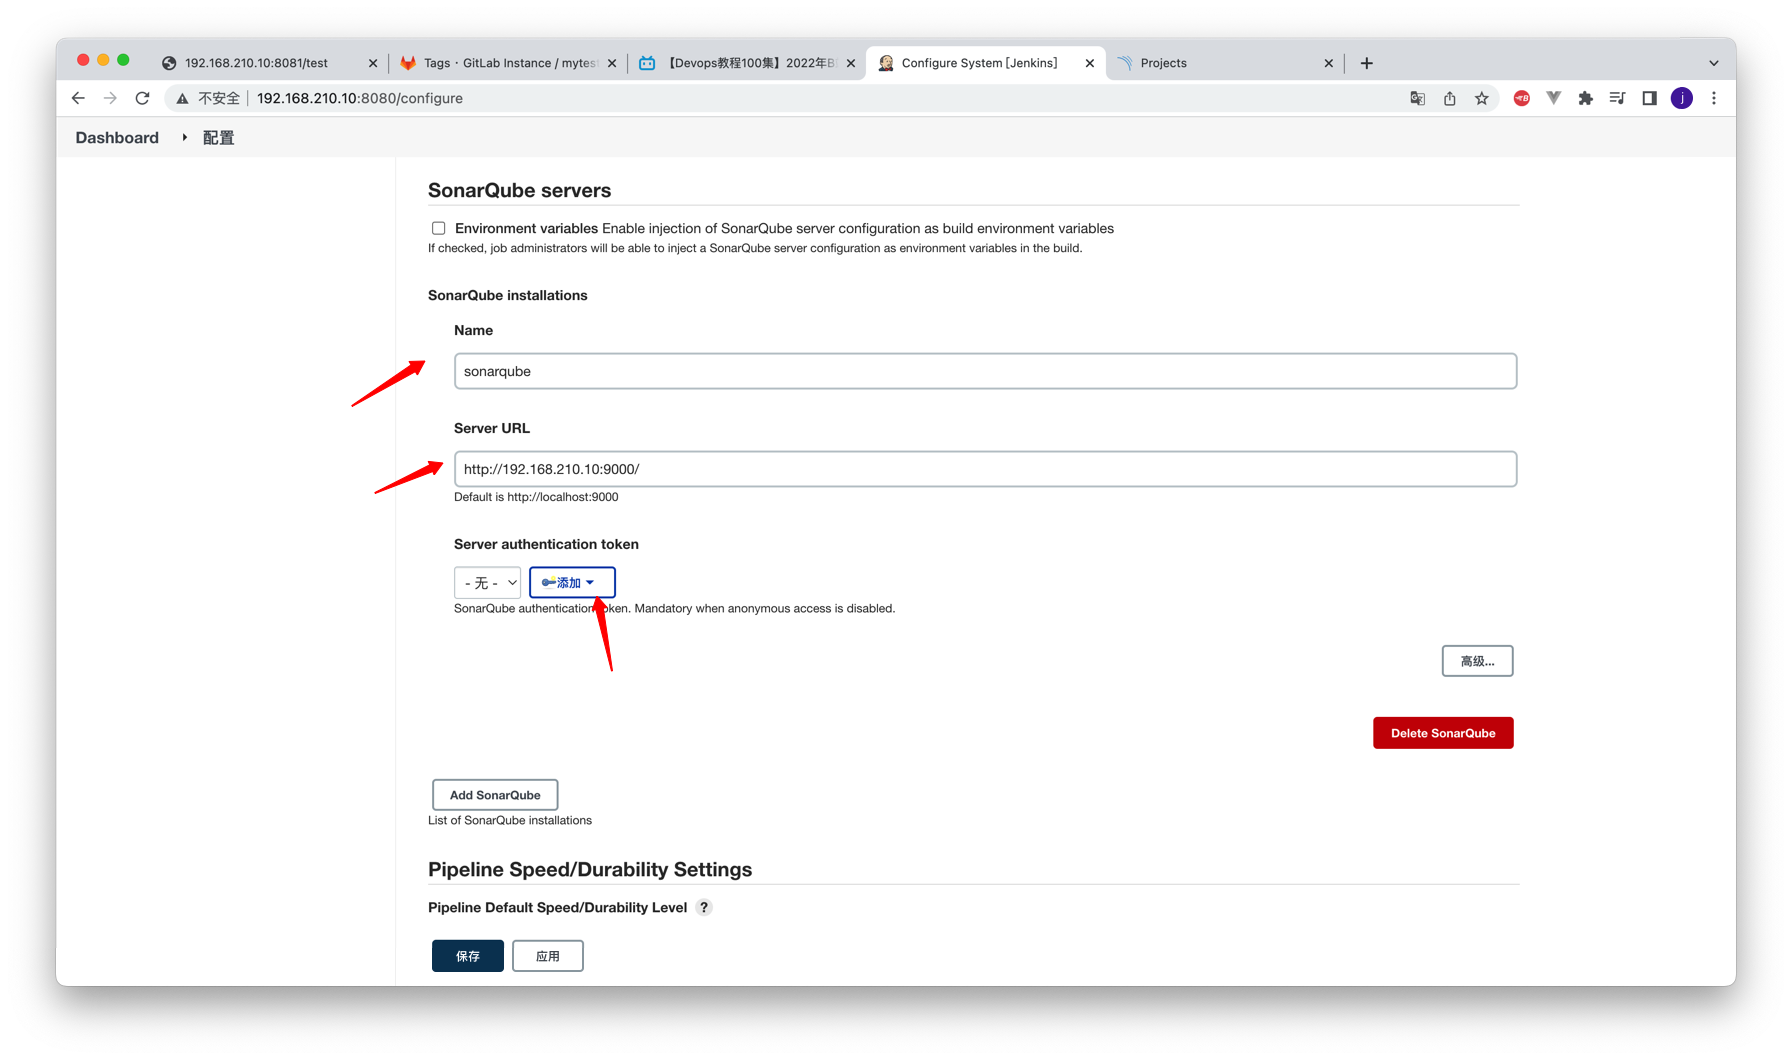 192.168.210.10:8081/test
Tags · GitLab Instance / mytest
【Devops教程100集】2022年B
Configure System [Jenkins]
Projects
不安全
192.168.210.10:8080/configure
j
Dashboard
配置
SonarQube servers
Environment variables Enable injection of SonarQube server configuration as build environment variables
If checked, job administrators will be able to inject a SonarQube server configuration as environment variables in the build.
SonarQube installations
Name
sonarqube
Server URL
http://192.168.210.10:9000/
Default is http://localhost:9000
Server authentication token
- 无 -
添加
SonarQube authentication token. Mandatory when anonymous access is disabled.
高级...
Delete SonarQube
Add SonarQube
List of SonarQube installations
Pipeline Speed/Durability Settings
Pipeline Default Speed/Durability Level ?
保存
应用